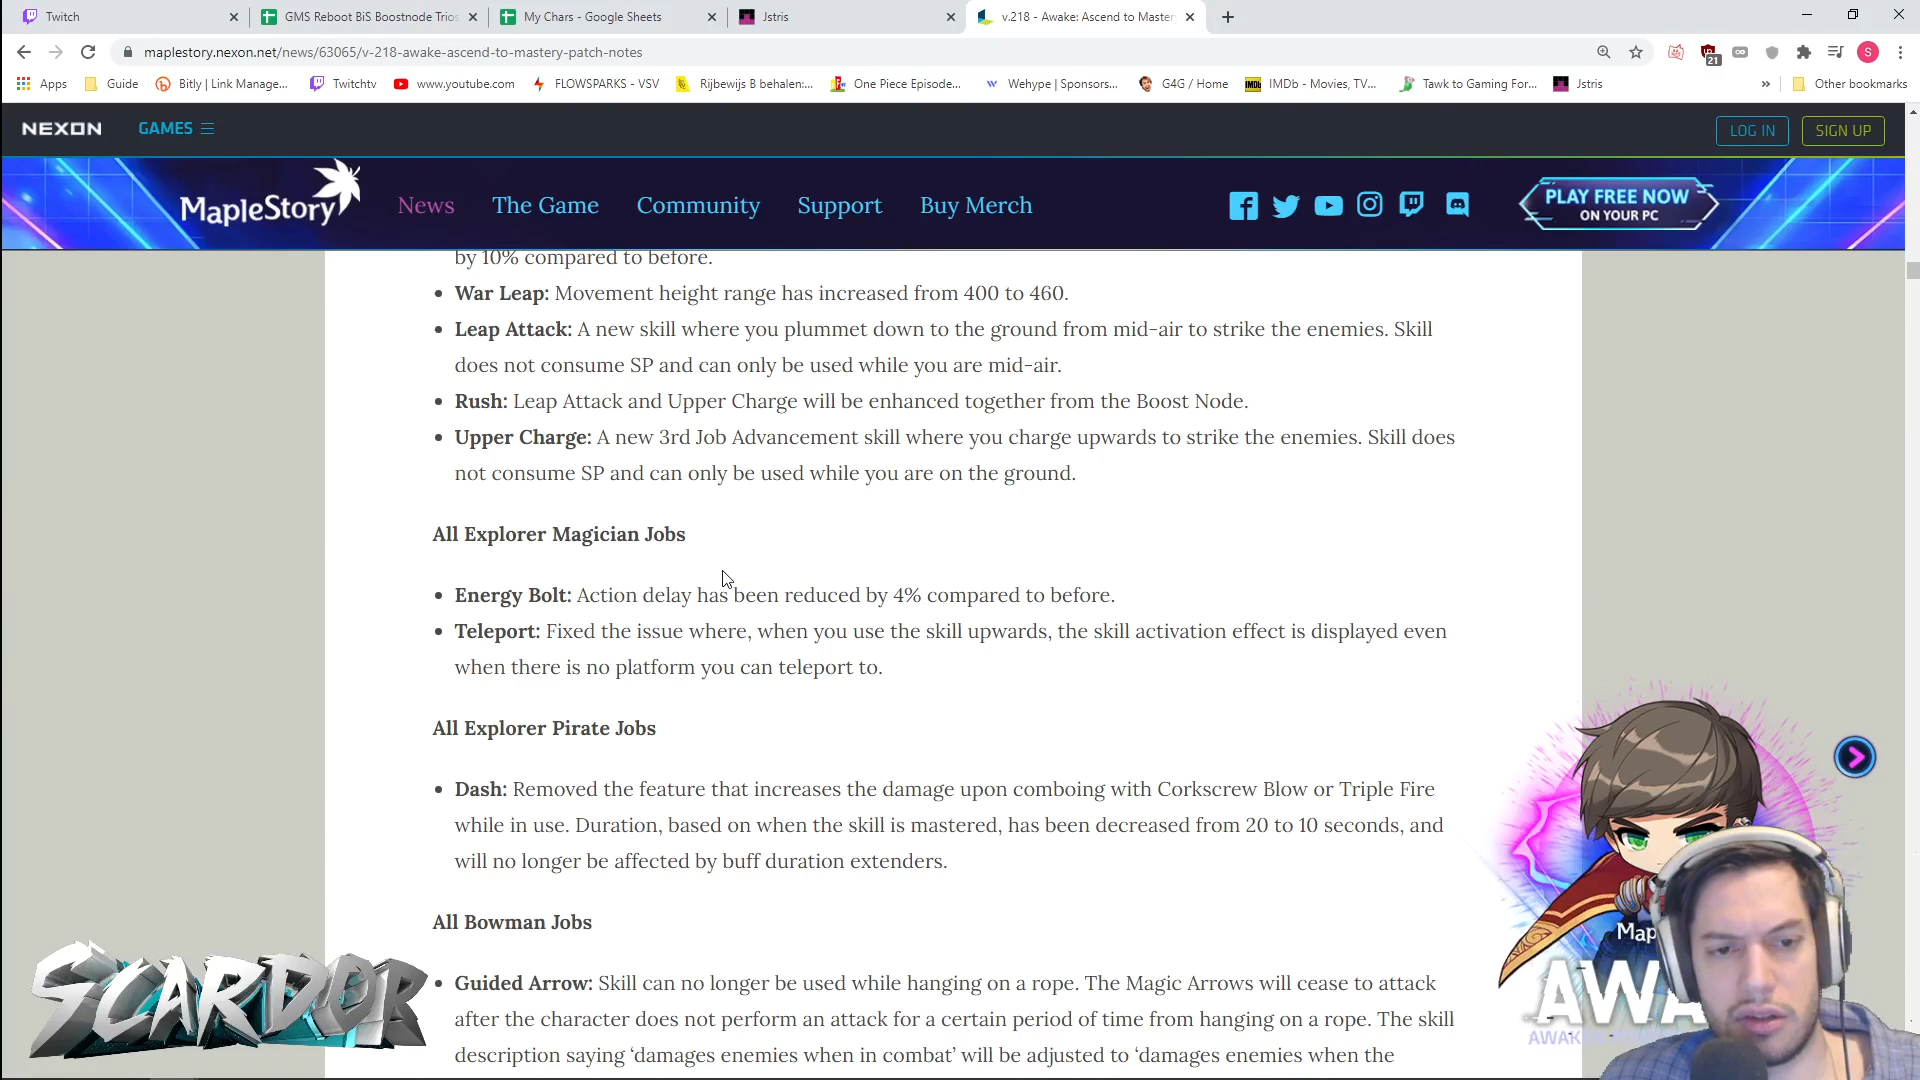 Twitch
GMS Reboot BiS Boostnode Trios
My Chars - Google Sheets
Jstris
v.218 - Awake: Ascend to Master
maplestory.nexon.net/news/63065/v-218-awake-ascend-to-mastery-patch-notes
21
S
Apps
Guide
Bitly | Link Manage...
Twitchtv
www.youtube.com
FLOWSPARKS - VSV
Rijbewijs B behalen:...
One Piece Episode...
Wehype | Sponsors...
G4G / Home
IMDb
IMDb - Movies, TV...
Tawk to Gaming For...
Jstris
»
Other bookmarks
NEXON
GAMES
LOG IN
SIGN UP
MapleStory
News
The Game
Community
Support
Buy Merch
PLAY FREE NOW
ON YOUR PC
by 10% compared to before.
• War Leap: Movement height range has increased from 400 to 460.
• Leap Attack: A new skill where you plummet down to the ground from mid-air to strike the enemies. Skill
does not consume SP and can only be used while you are mid-air.
• Rush: Leap Attack and Upper Charge will be enhanced together from the Boost Node.
• Upper Charge: A new 3rd Job Advancement skill where you charge upwards to strike the enemies. Skill does
not consume SP and can only be used while you are on the ground.
All Explorer Magician Jobs
• Energy Bolt: Action delay has been reduced by 4% compared to before.
• Teleport: Fixed the issue where, when you use the skill upwards, the skill activation effect is displayed even
when there is no platform you can teleport to.
All Explorer Pirate Jobs
• Dash: Removed the feature that increases the damage upon comboing with Corkscrew Blow or Triple Fire
while in use. Duration, based on when the skill is mastered, has been decreased from 20 to 10 seconds, and
will no longer be affected by buff duration extenders.
All Bowman Jobs
• Guided Arrow: Skill can no longer be used while hanging on a rope. The Magic Arrows will cease to attack
after the character does not perform an attack for a certain period of time from hanging on a rope. The skill
description saying ‘damages enemies when in combat’ will be adjusted to ‘damages enemies when the
SCARDOR
Map
AWA
AWAK